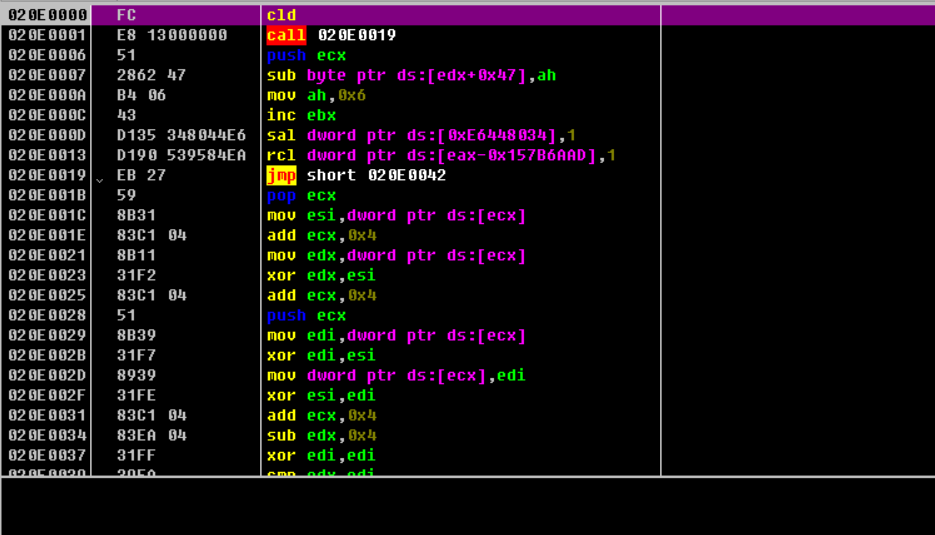 020E0000 FC cld
020E0001 E8 13000000 call 020E0019
020E0006 51 push ecx
020E0007 2862 47 sub byte ptr ds:[edx+0x47],ah
020E000A B4 06 mov ah,0x6
020E000C 43 inc ebx
020E000D D135 348044E6 sal dword ptr ds:[0xE6448034],1
020E0013 D190 539584EA rcl dword ptr ds:[eax-0x157B6AAD],1
020E0019 EB 27 jmp short 020E0042
020E001B 59 pop ecx
020E001C 8B31 mov esi,dword ptr ds:[ecx]
020E001E 83C1 04 add ecx,0x4
020E0021 8B11 mov edx,dword ptr ds:[ecx]
020E0023 31F2 xor edx,esi
020E0025 83C1 04 add ecx,0x4
020E0028 51 push ecx
020E0029 8B39 mov edi,dword ptr ds:[ecx]
020E002B 31F7 xor edi,esi
020E002D 8939 mov dword ptr ds:[ecx],edi
020E002F 31FE xor esi,edi
020E0031 83C1 04 add ecx,0x4
020E0034 83EA 04 sub edx,0x4
020E0037 31FF xor edi,edi
020E0039 39FA cmp edx,edi